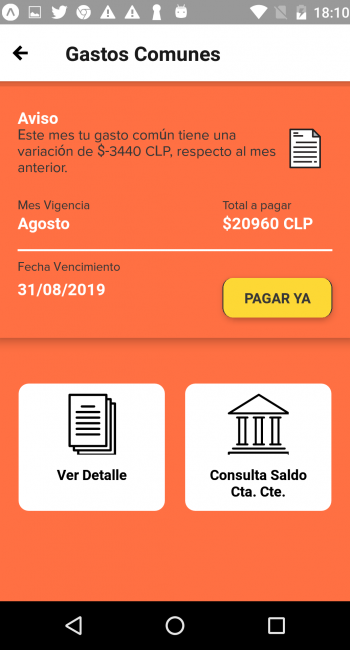 18:10
Gastos Comunes
Aviso
Este mes tu gasto común tiene una
variación de $-3440 CLP, respecto al mes
anterior.
Mes Vigencia
Total a pagar
Agosto
$20960 CLP
Fecha Vencimiento
31/08/2019
PAGAR YA
Ver Detalle
Consulta Saldo
Cta. Cte.